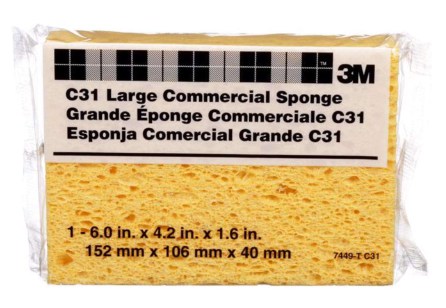 ™ 3M
C31 Large Commercial Sponge
Grande Éponge Commerciale C31
Esponja Comercial Grande C31
1 - 6.0 in. x 4.2 in. x 1.6 in.
152 mm x 106 mm x 40 mm
7449-T C31